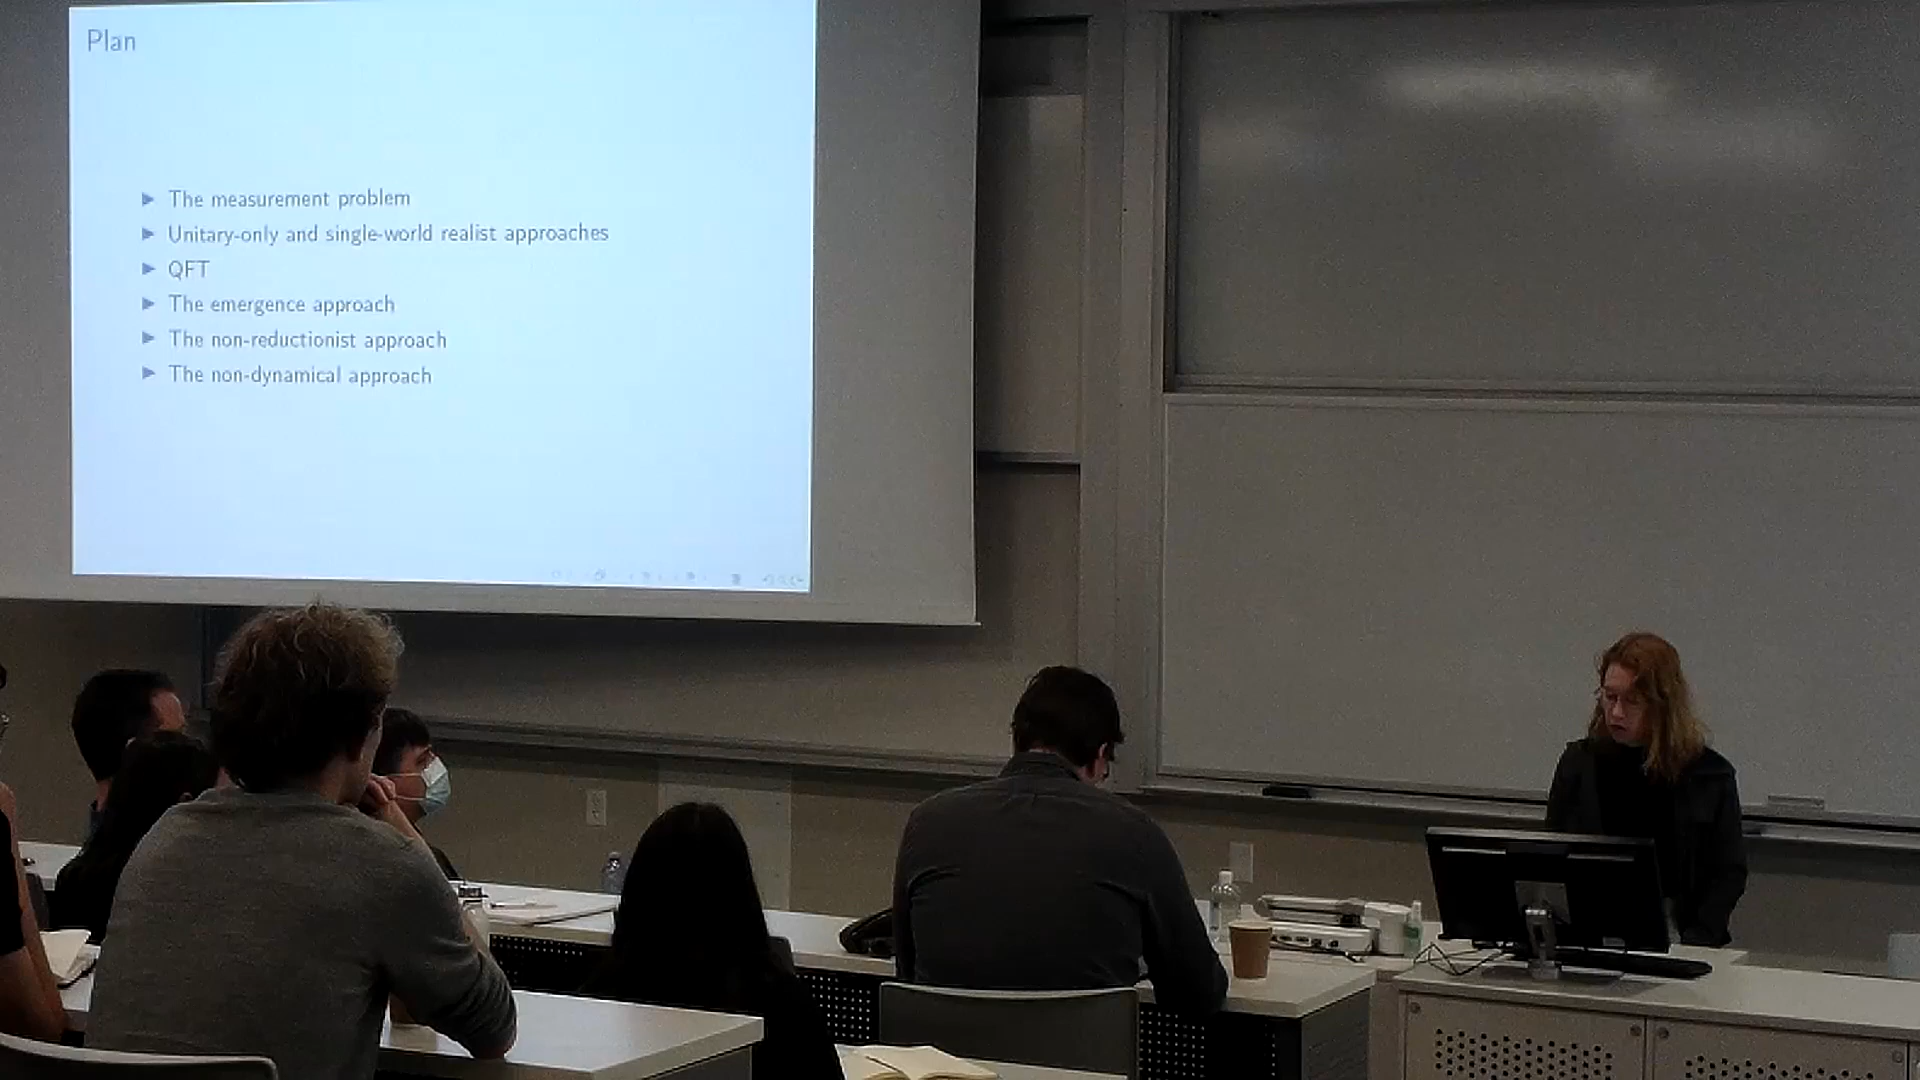 Plan
The measurement problem
Unitary-only and single-world realist approaches
QFT
The emergence approach
The non-reductionist approach
The non-dynamical approach